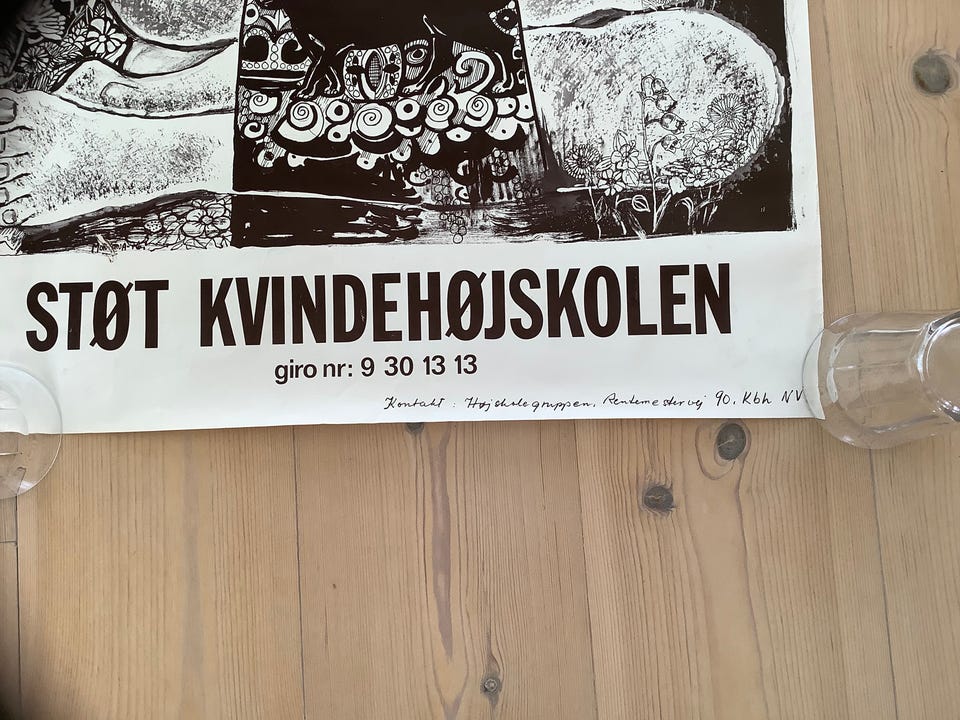 STØT KVINDEHØJSKOLEN
giro nr: 9 30 13 13
Kontakt : Højskolegruppen, Rentemestervej 90, Kbh NV